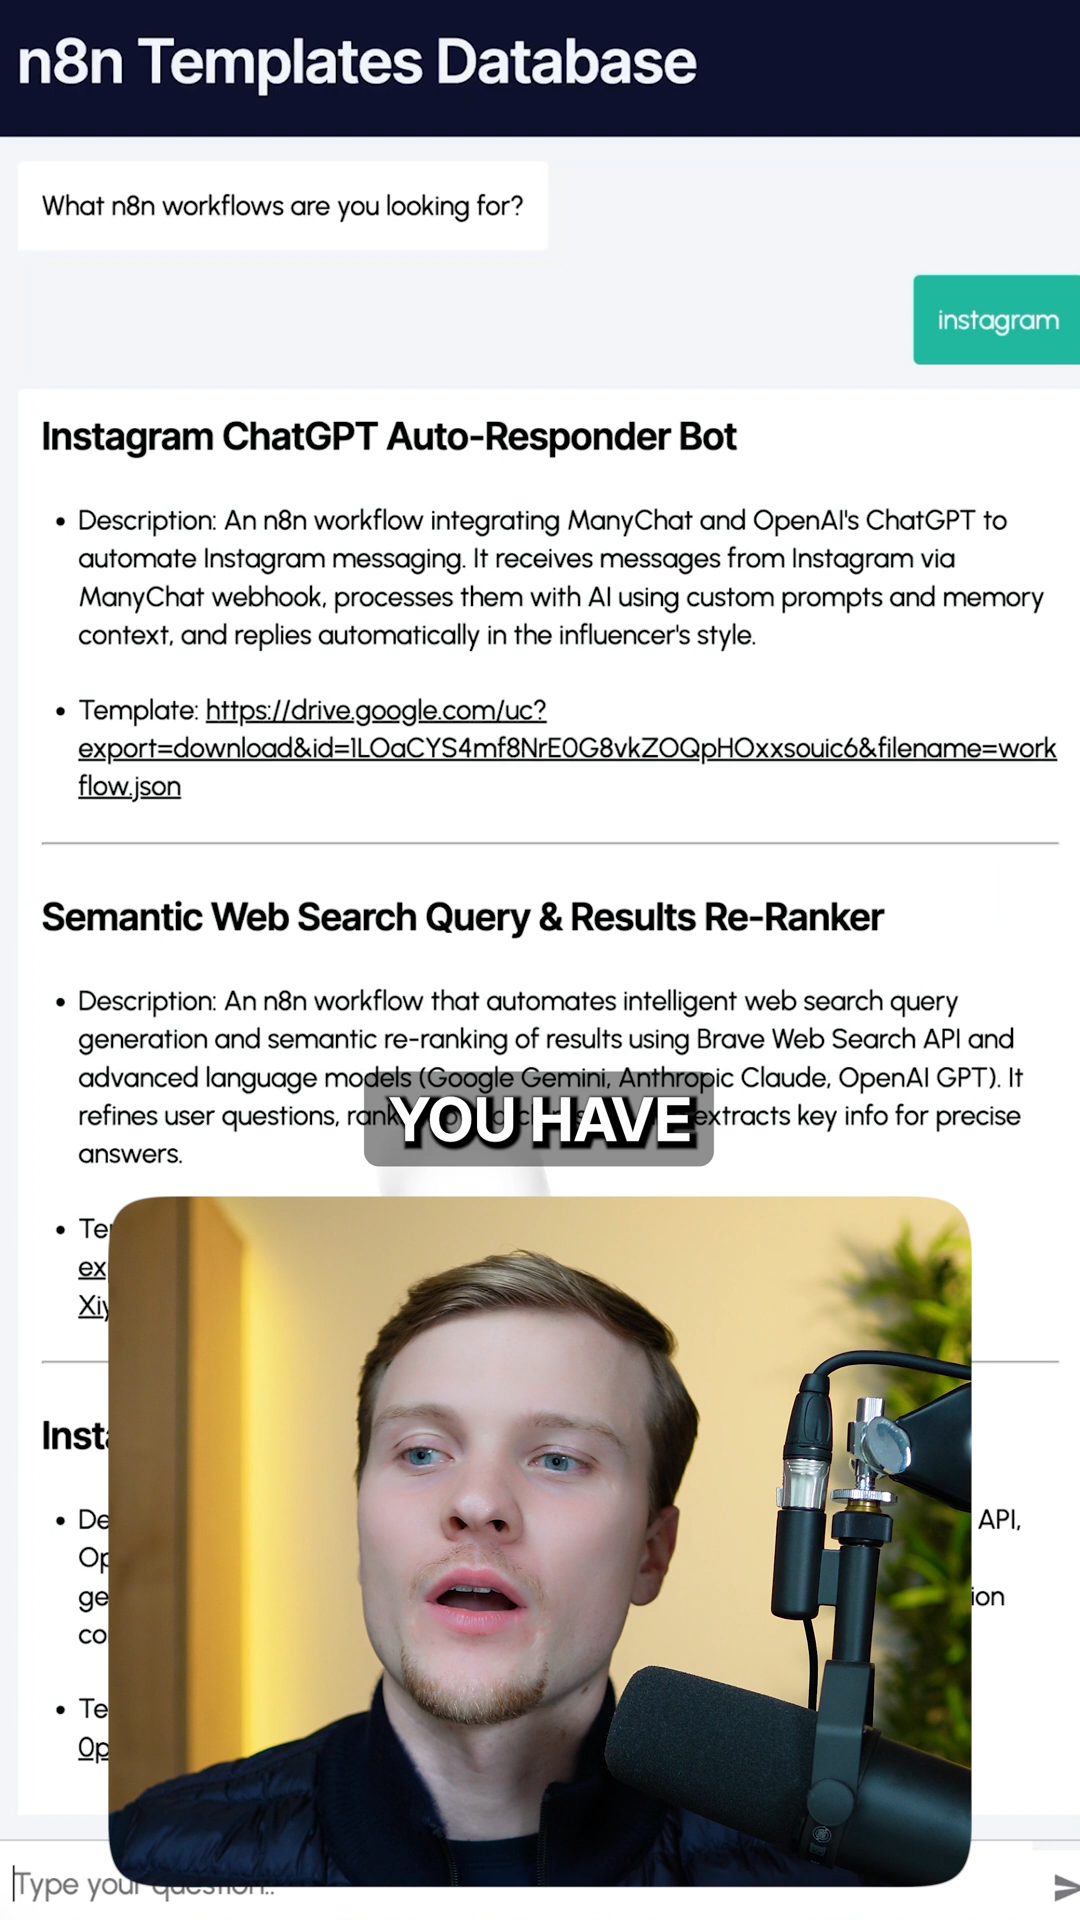 n8n Templates Database
What n8n workflows are you looking for?
instagram
Instagram ChatGPT Auto-Responder Bot
• Description: An n8n workflow integrating ManyChat and OpenAI's ChatGPT to
automate Instagram messaging. It receives messages from Instagram via
ManyChat webhook, processes them with AI using custom prompts and memory
context, and replies automatically in the influencer's style.
• Template: https://drive.google.com/uc?
export=download&id=1LOaCYS4mf8NrE0G8vkZOQpHOxxsouic6&filename=work
flow.json
Semantic Web Search Query & Results Re-Ranker
• Description: An n8n workflow that automates intelligent web search query
generation and semantic re-ranking of results using Brave Web Search API and
advanced language models (Google Gemini, Anthropic Claude, OpenAI GPT). It
refines user questions, extracts key info for precise
YOU HAVE
answers.
API,
Type your question..